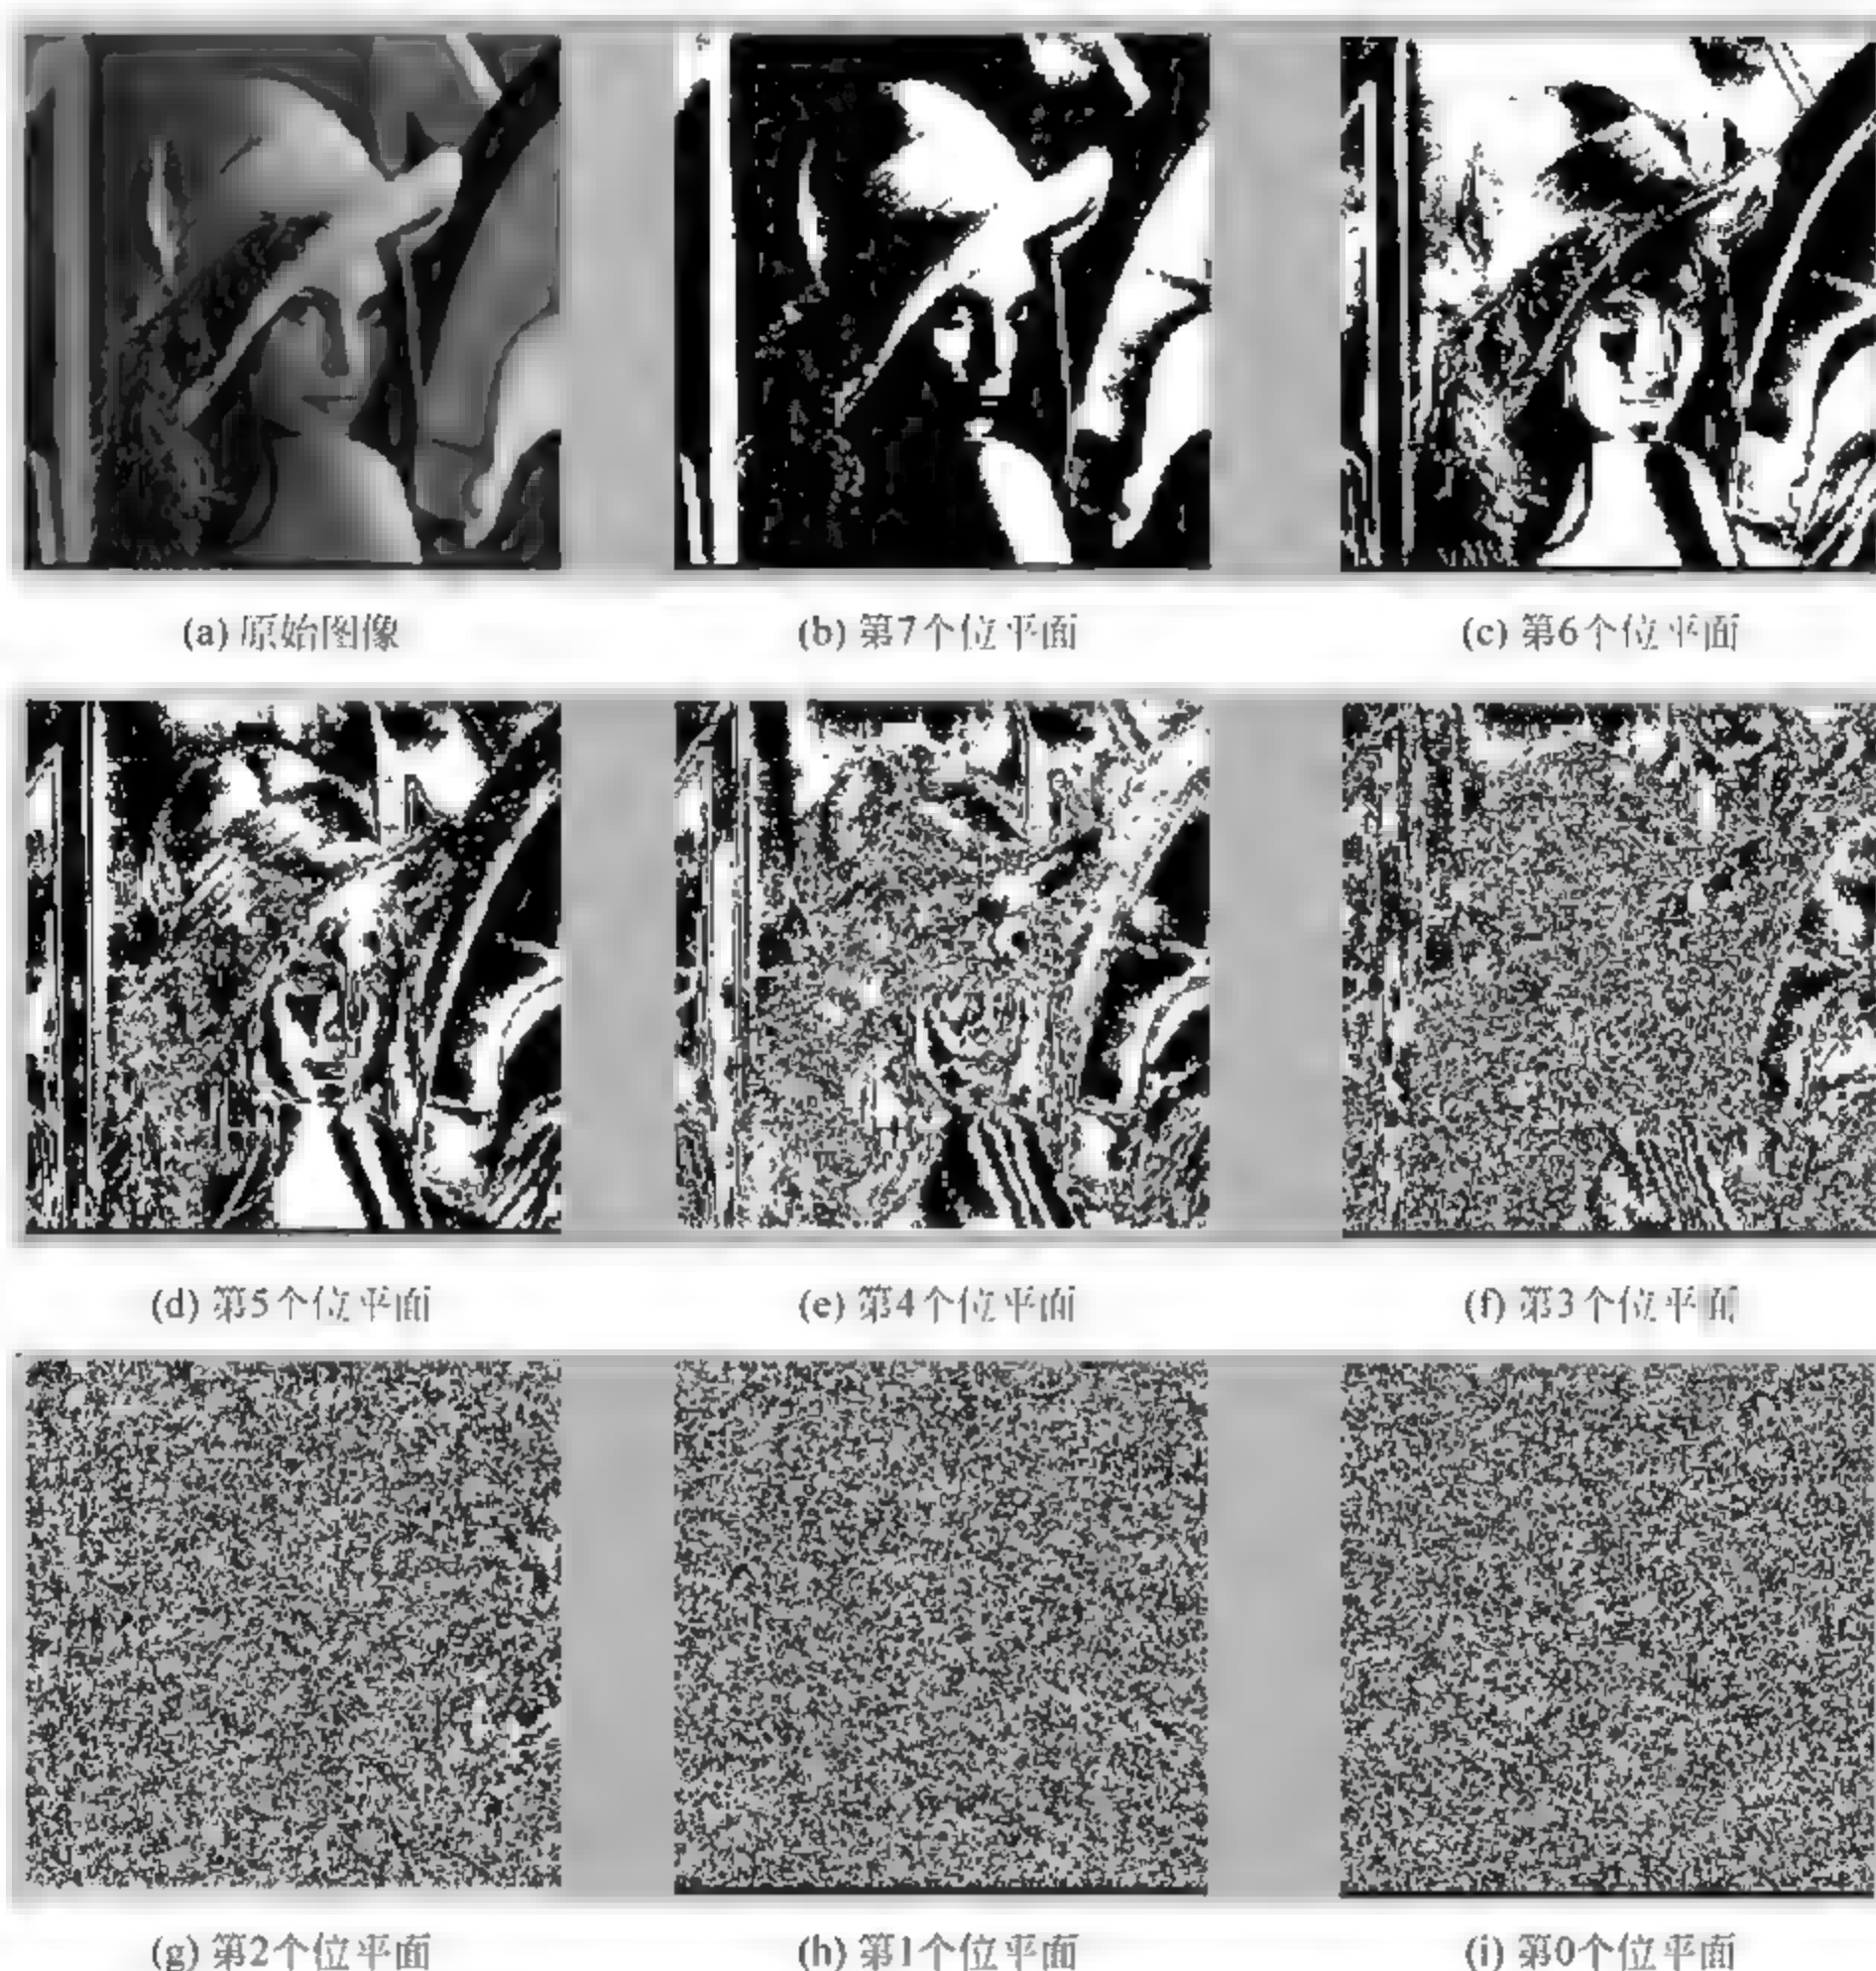 (a) 原始图像
(b) 第7个位平面
(c) 第6个位平面
(d) 第5个位平面
(e) 第4个位平面
(f) 第3个位平面
(g) 第2个位平面
(h) 第1个位平面
(i) 第0个位平面